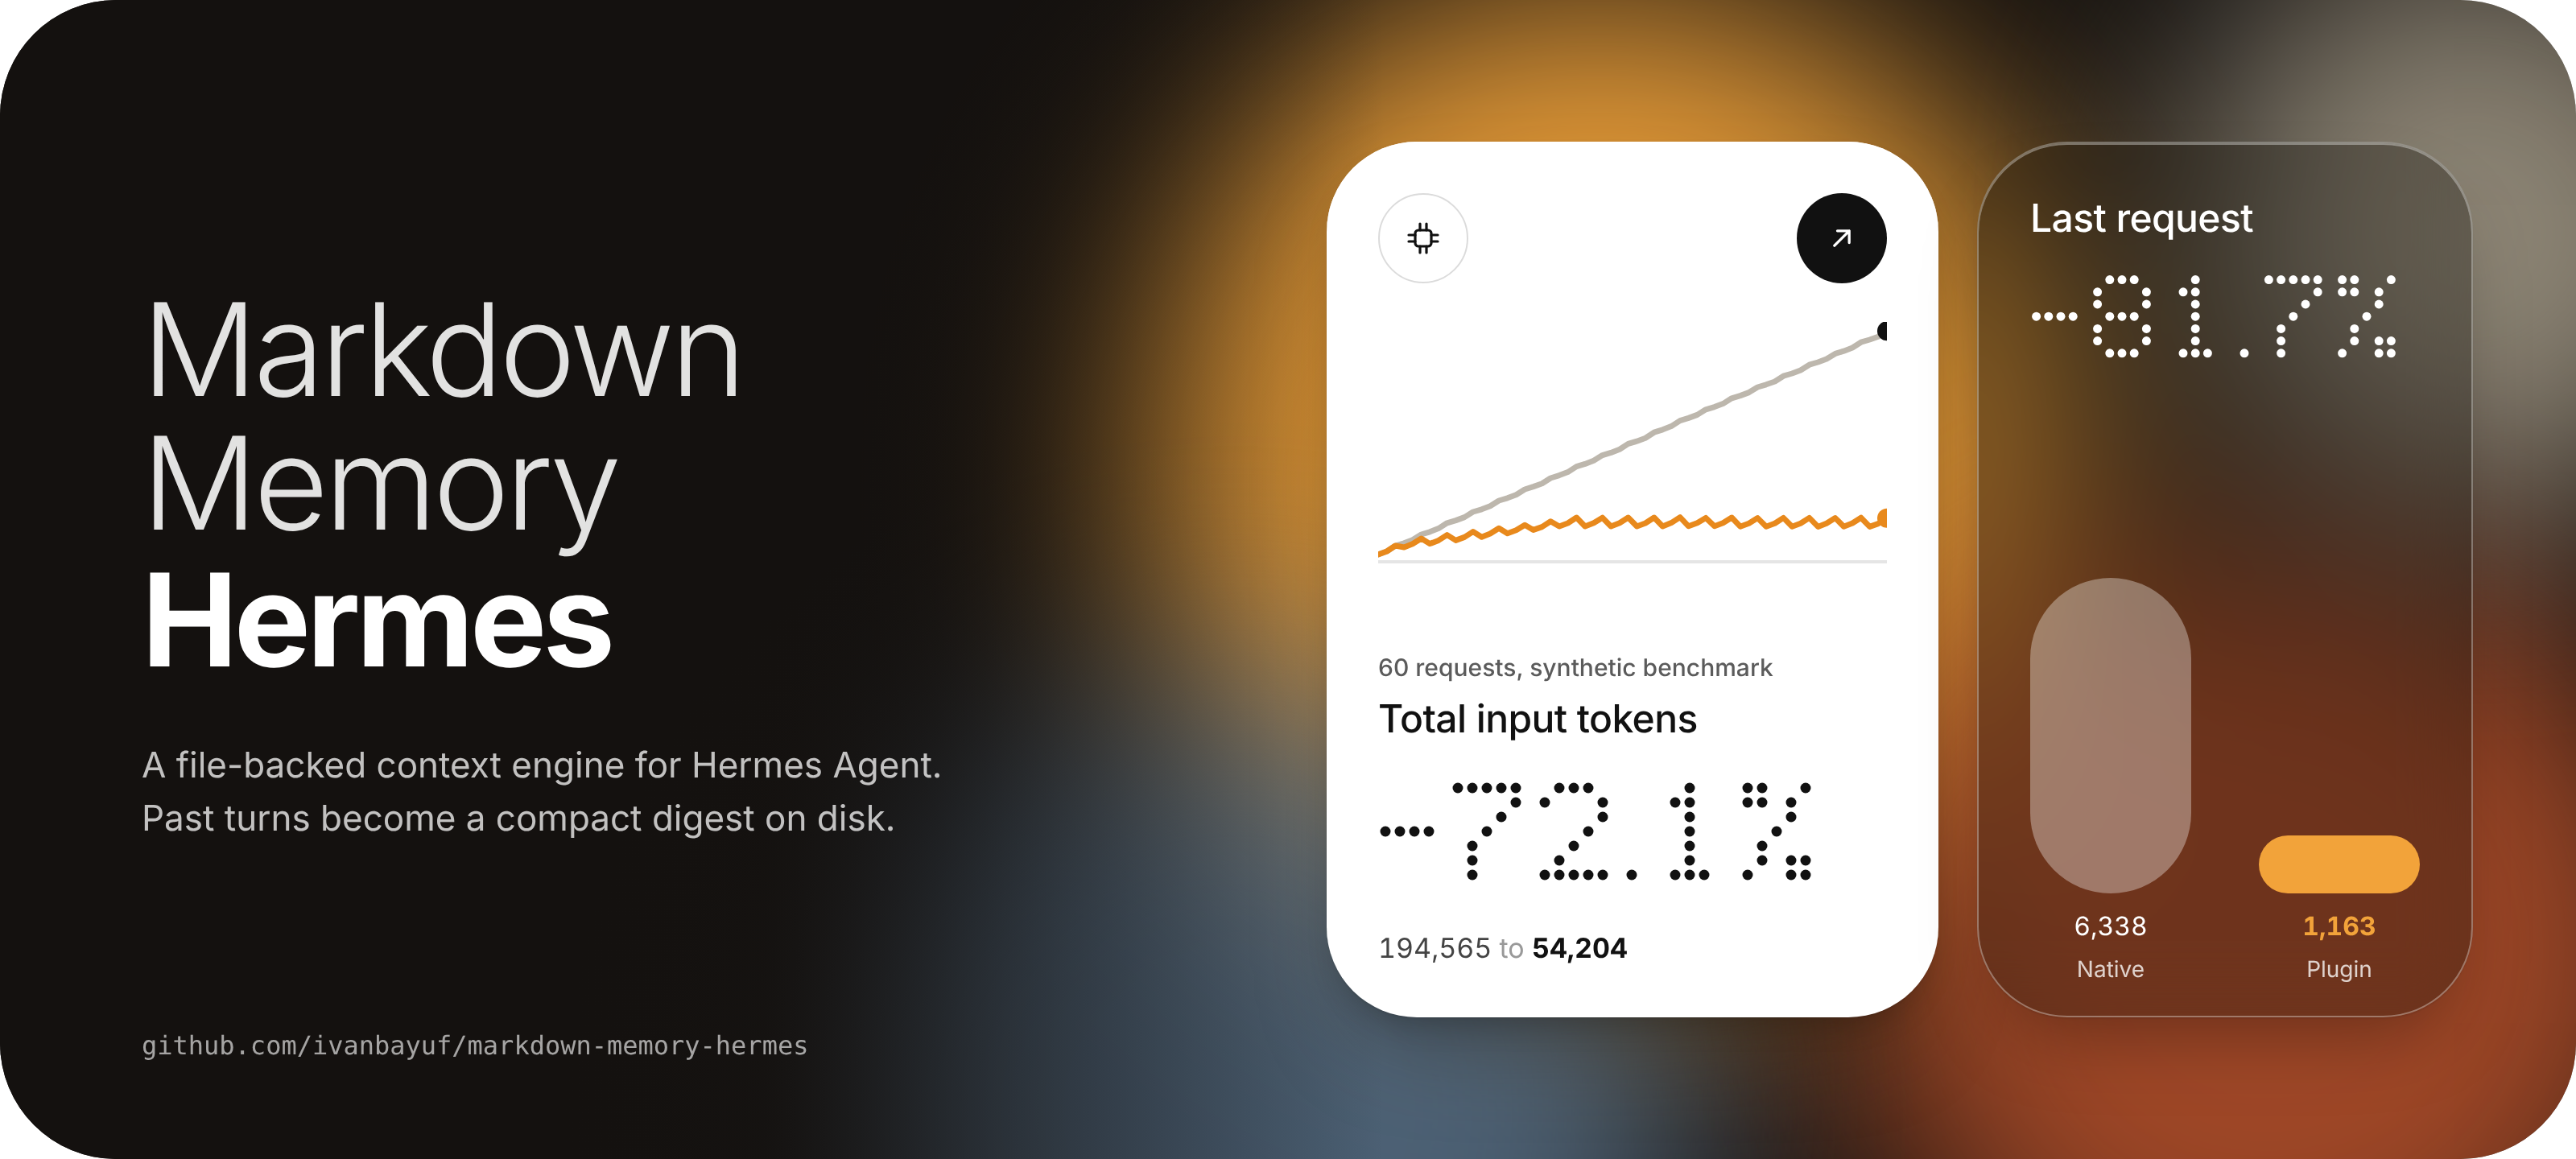 Markdown
Memory
Hermes
A file-backed context engine for Hermes Agent.
Past turns become a compact digest on disk.
github.com/ivanbayuf/markdown-memory-hermes
60 requests, synthetic benchmark
Total input tokens
-72.1%
194,565 to 54,204
Last request
-81.7%
6,338
Native
1,163
Plugin